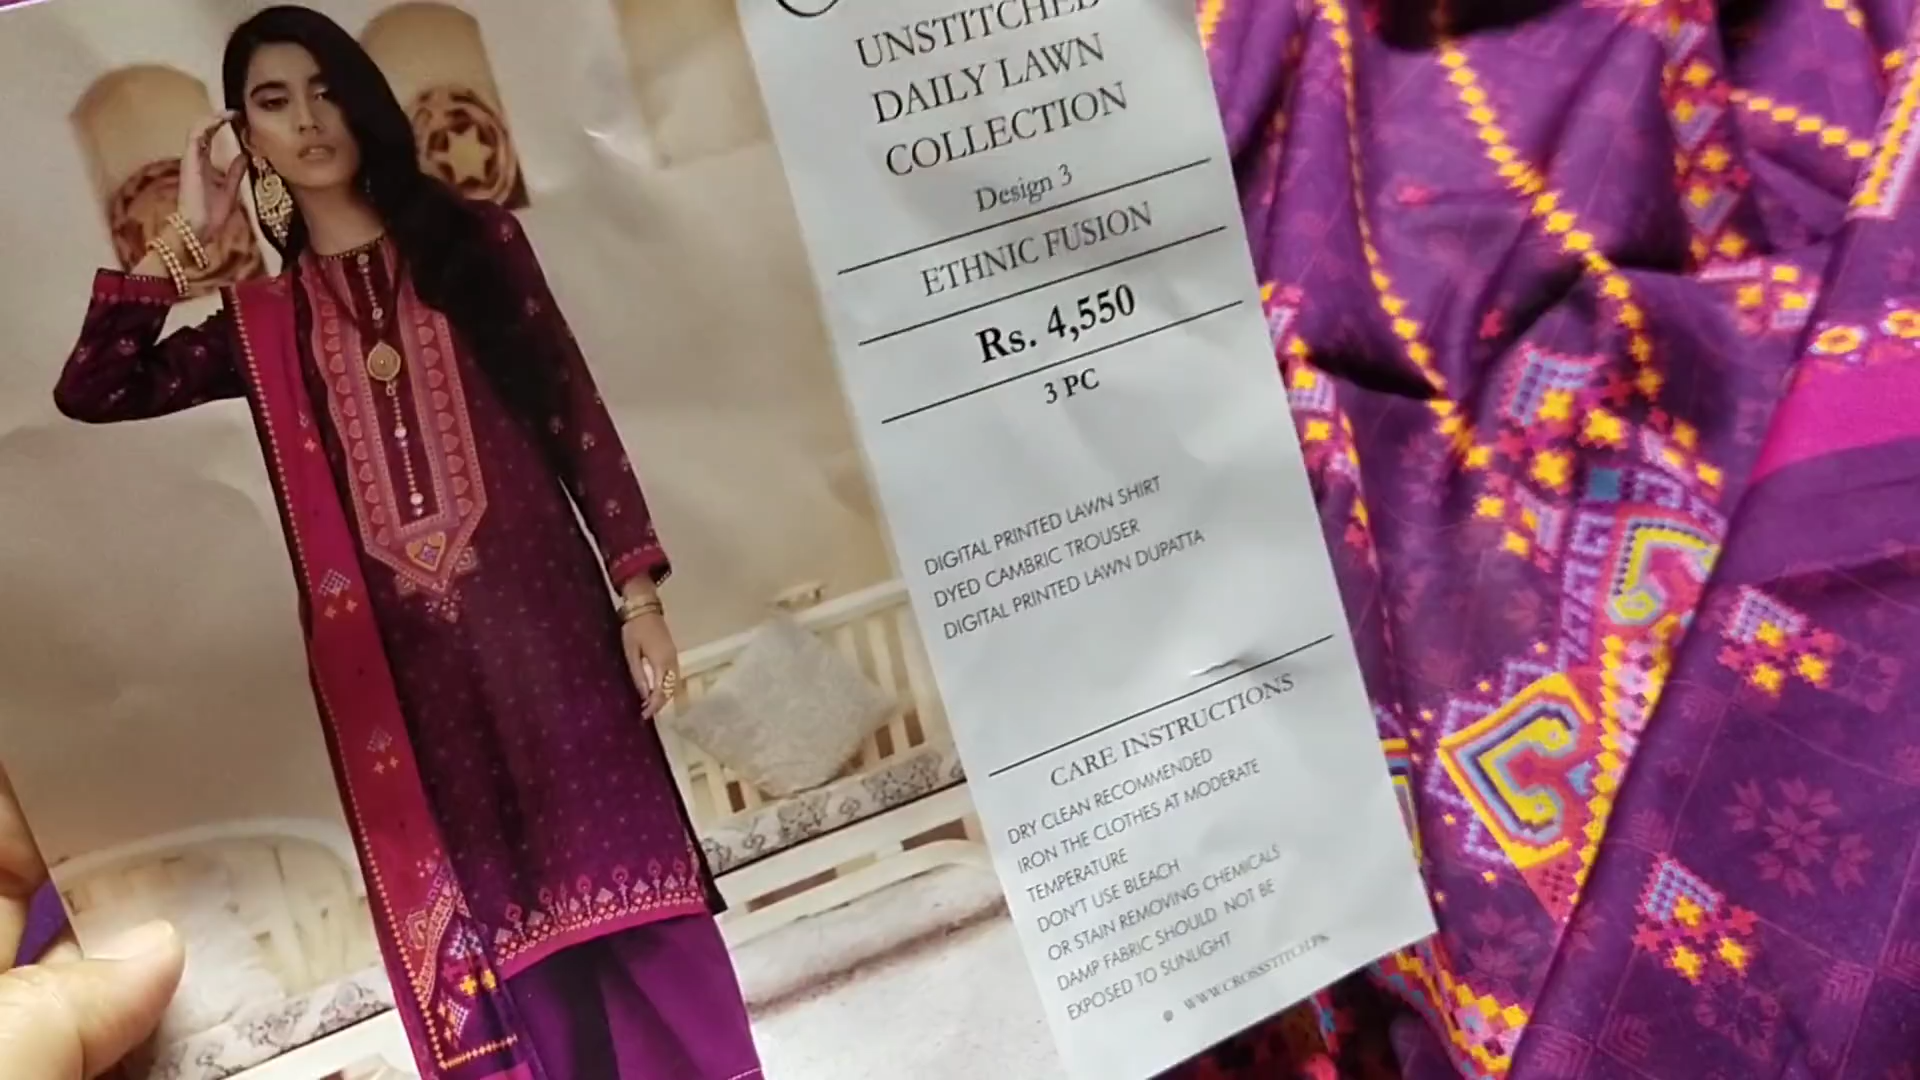 UNSTITCHED
DAILY LAWN
COLLECTION
Design 3
ETHNIC FUSION
Rs. 4,550
3 PC
DIGITAL PRINTED LAWN SHIRT
DYED CAMBRIC TROUSER
DIGITAL PRINTED LAWN DUPATTA
CARE INSTRUCTIONS
DRY CLEAN RECOMMENDED
IRON THE CLOTHES AT MODERATE
TEMPERATURE
DON'T USE BLEACH
OR STAIN REMOVING CHEMICALS
DAMP FABRIC SHOULD NOT BE
EXPOSED TO SUNLIGHT
WWW.CROSSSTITCH.PK